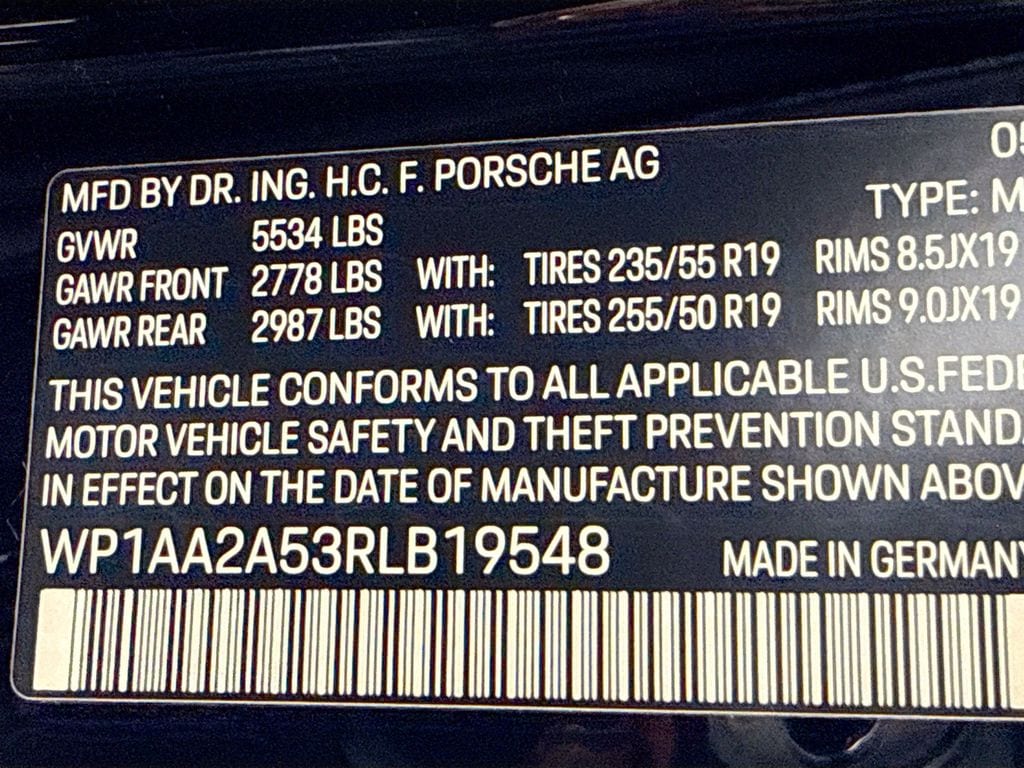 05
MFD BY DR. ING. H.C. F. PORSCHE AG
TYPE: M
GVWR 5534 LBS
GAWR FRONT 2778 LBS WITH: TIRES 235/55 R19 RIMS 8.5JX19
GAWR REAR 2987 LBS WITH: TIRES 255/50 R19 RIMS 9.0JX19
THIS VEHICLE CONFORMS TO ALL APPLICABLE U.S.FEDE
MOTOR VEHICLE SAFETY AND THEFT PREVENTION STANDA
IN EFFECT ON THE DATE OF MANUFACTURE SHOWN ABOV
WP1AA2A53RLB19548 MADE IN GERMANY